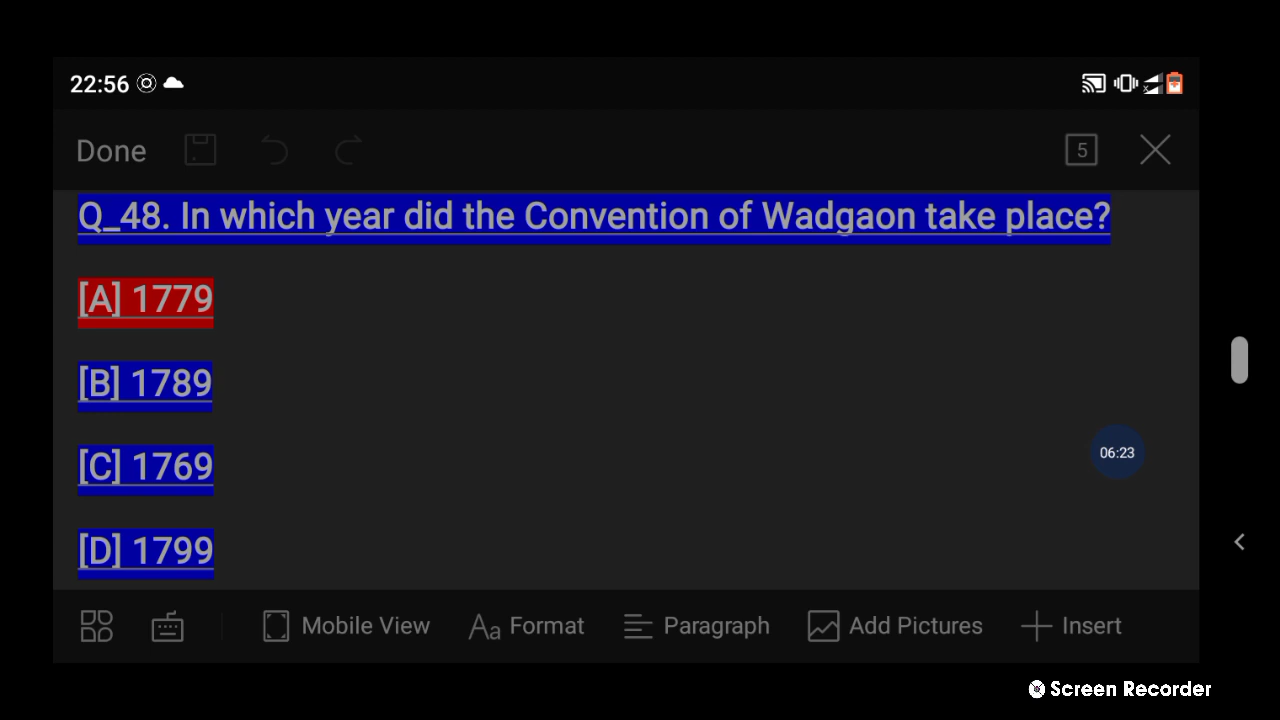 22:56
Done
5
Q_48. In which year did the Convention of Wadgaon take place?
[A] 1779
[B] 1789
[C] 1769
[D] 1799
06:23
Mobile View Aa Format Paragraph Add Pictures Insert
Screen Recorder